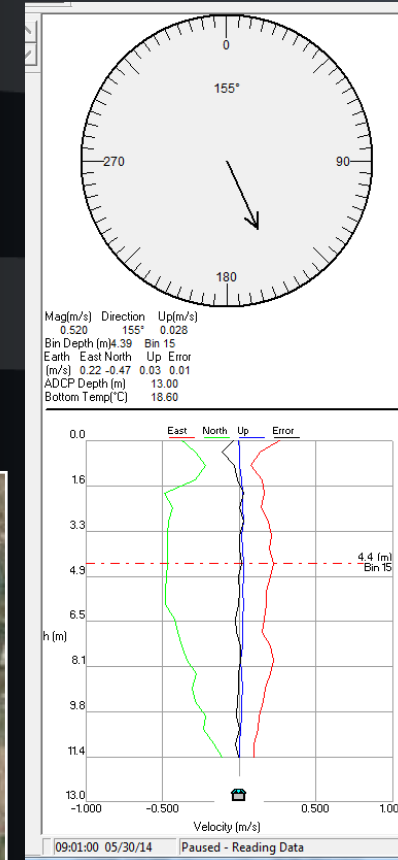 0
155°
270
90
180
Mag(m/s) Direction Up(m/s)
0.520 155° 0.028
Bin Depth (m)4.39 Bin 15
Earth East North Up Error
(m/s) 0.22 -0.47 0.03 0.01
ADCP Depth (m) 13.00
Bottom Temp(°C) 18.60
East North Up Error
0.0
1.6
3.3
4.4 (m)
Bin 15
4.9
6.5
h (m)
8.1
9.8
11.4
13.0
-1.000 -0.500 0.500 1.00
Velocity (m/s)
09:01:00 05/30/14 Paused - Reading Data